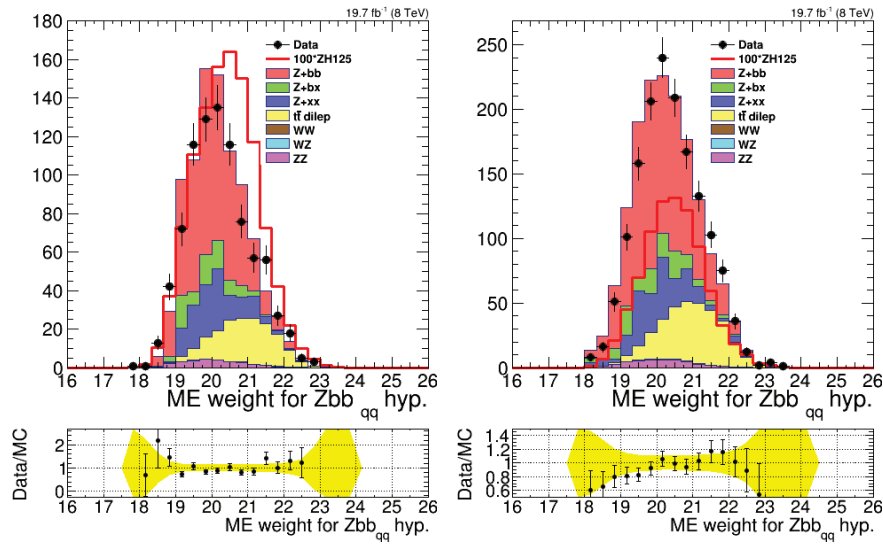 19.7 fb⁻¹ (8 TeV)
180
160
140
120
100
80
60
40
20
0
Data
100*ZH125
Z+bb
Z+bx
Z+xx
tt̄ dilep
WW
WZ
ZZ
16 17 18 19 20 21 22 23 24 25 26
ME weight for Zbb_qq hyp.
Data/MC
2
1
0
16 17 18 19 20 21 22 23 24 25 26
ME weight for Zbb_qq hyp.
19.7 fb⁻¹ (8 TeV)
250
200
150
100
50
0
Data
100*ZH125
Z+bb
Z+bx
Z+xx
tt̄ dilep
WW
WZ
ZZ
16 17 18 19 20 21 22 23 24 25 26
ME weight for Zbb_qq hyp.
Data/MC
1.4
1.2
1
0.8
0.6
16 17 18 19 20 21 22 23 24 25 26
ME weight for Zbb_qq hyp.